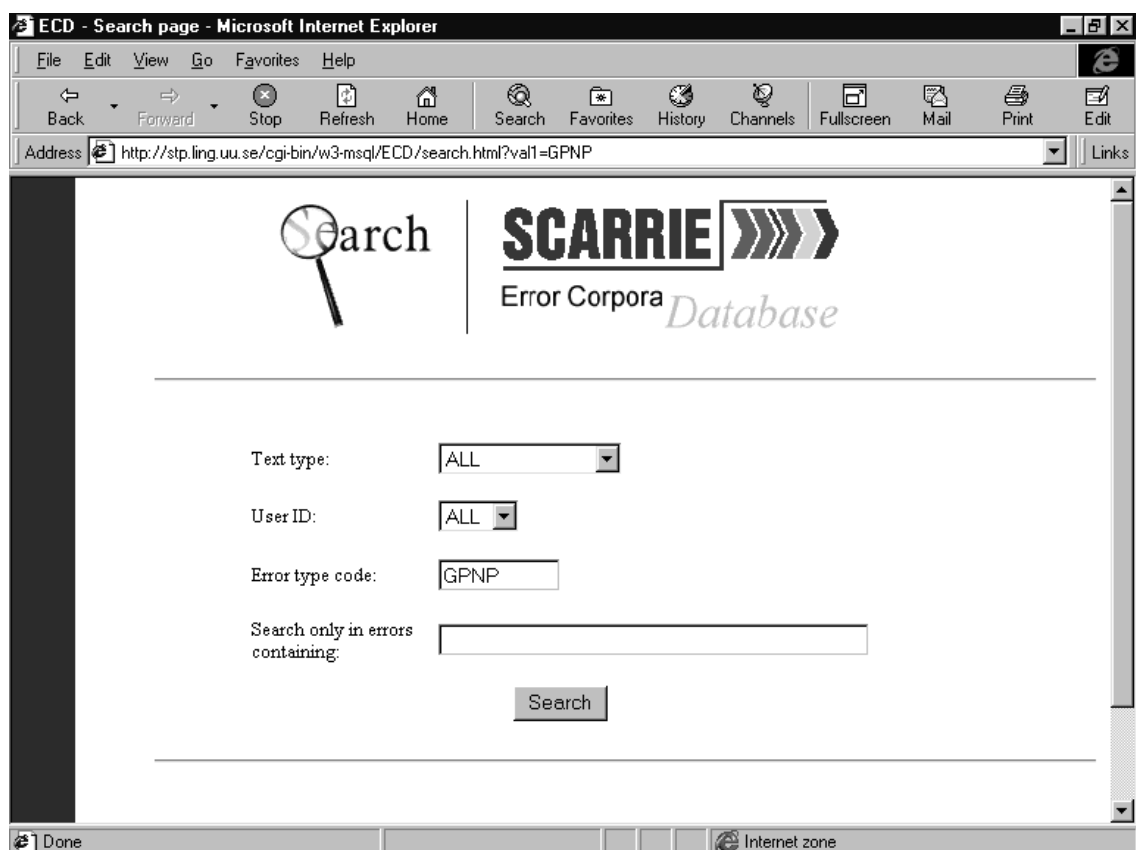 ECD - Search page - Microsoft Internet Explorer
File Edit View Go Favorites Help
Back Forward Stop Refresh Home Search Favorites History Channels Fullscreen Mail Print Edit
Address http://stp.ling.uu.se/cgi-bin/w3-msql/ECD/search.html?val1=GPNP Links
Search
SCARRIE
Error Corpora Database
Text type: ALL
User ID: ALL
Error type code: GPNP
Search only in errors
containing:
Search
Done Internet zone